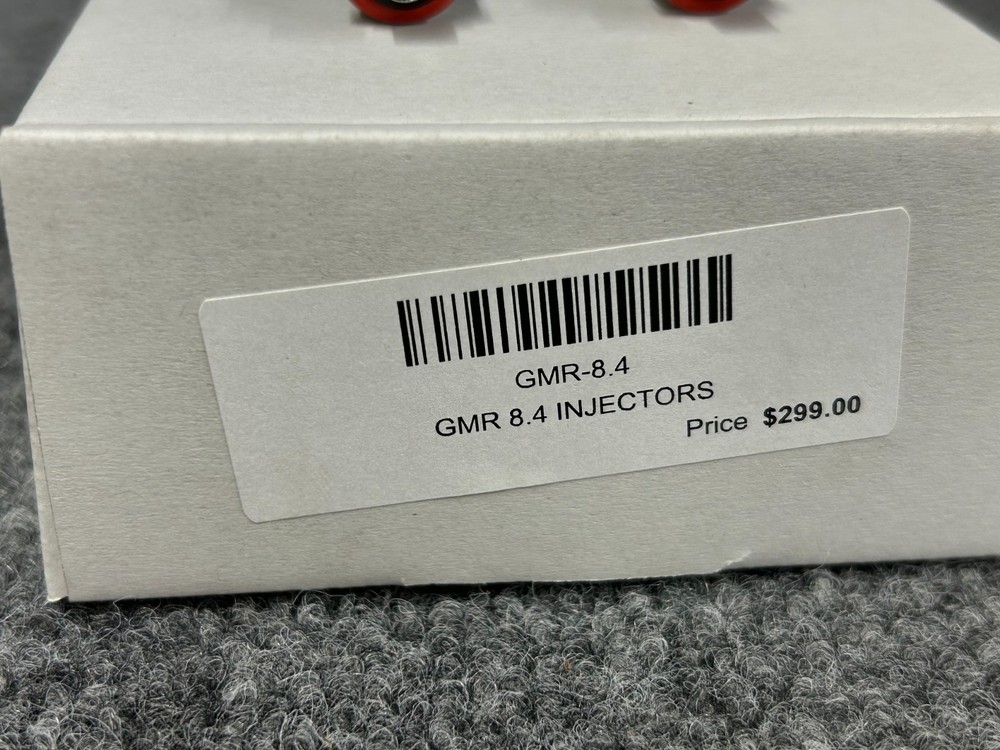 GMR-8.4
GMR 8.4 INJECTORS
Price $299.00